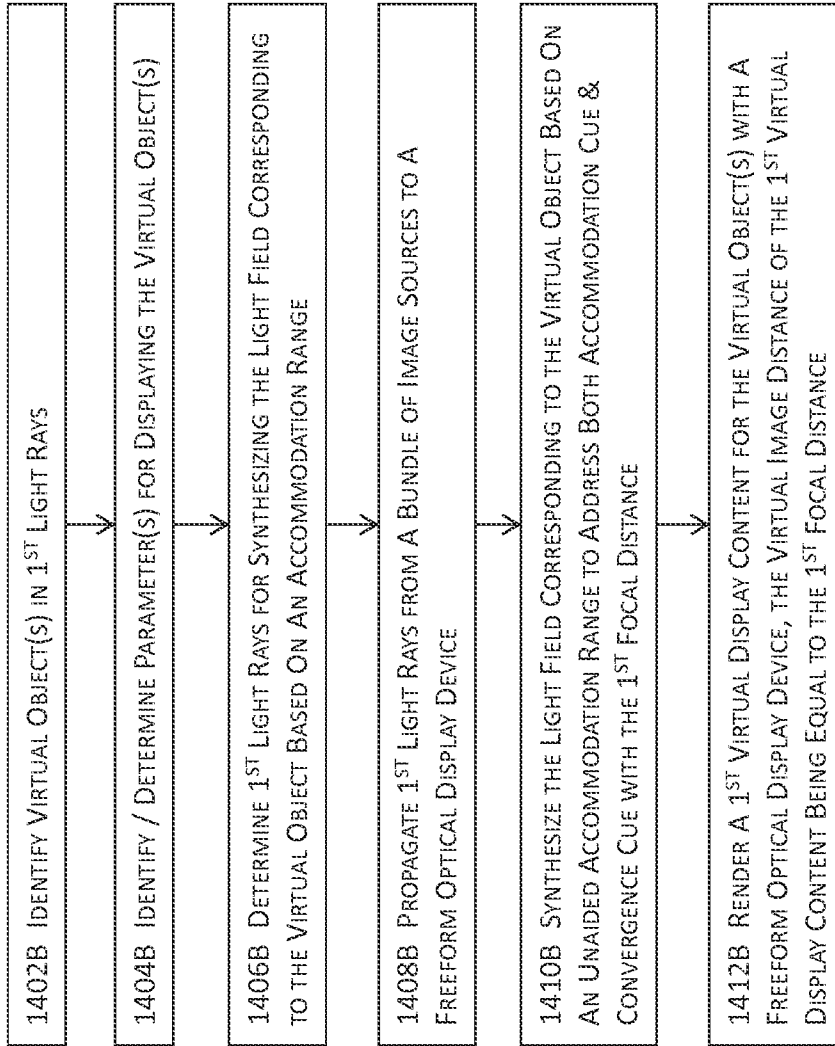 1402B IDENTIFY VIRTUAL OBJECT(S) IN 1ST LIGHT RAYS
1404B IDENTIFY / DETERMINE PARAMETER(S) FOR DISPLAYING THE VIRTUAL OBJECT(S)
1406B DETERMINE 1ST LIGHT RAYS FOR SYNTHESIZING THE LIGHT FIELD CORRESPONDING
TO THE VIRTUAL OBJECT BASED ON AN ACCOMMODATION RANGE
1408B PROPAGATE 1ST LIGHT RAYS FROM A BUNDLE OF IMAGE SOURCES TO A
FREEFORM OPTICAL DISPLAY DEVICE
1410B SYNTHESIZE THE LIGHT FIELD CORRESPONDING TO THE VIRTUAL OBJECT BASED ON
AN UNAIDED ACCOMMODATION RANGE TO ADDRESS BOTH ACCOMMODATION CUE &
CONVERGENCE CUE WITH THE 1ST FOCAL DISTANCE
1412B RENDER A 1ST VIRTUAL DISPLAY CONTENT FOR THE VIRTUAL OBJECT(S) WITH A
FREEFORM OPTICAL DISPLAY DEVICE, THE VIRTUAL IMAGE DISTANCE OF THE 1ST VIRTUAL
DISPLAY CONTENT BEING EQUAL TO THE 1ST FOCAL DISTANCE